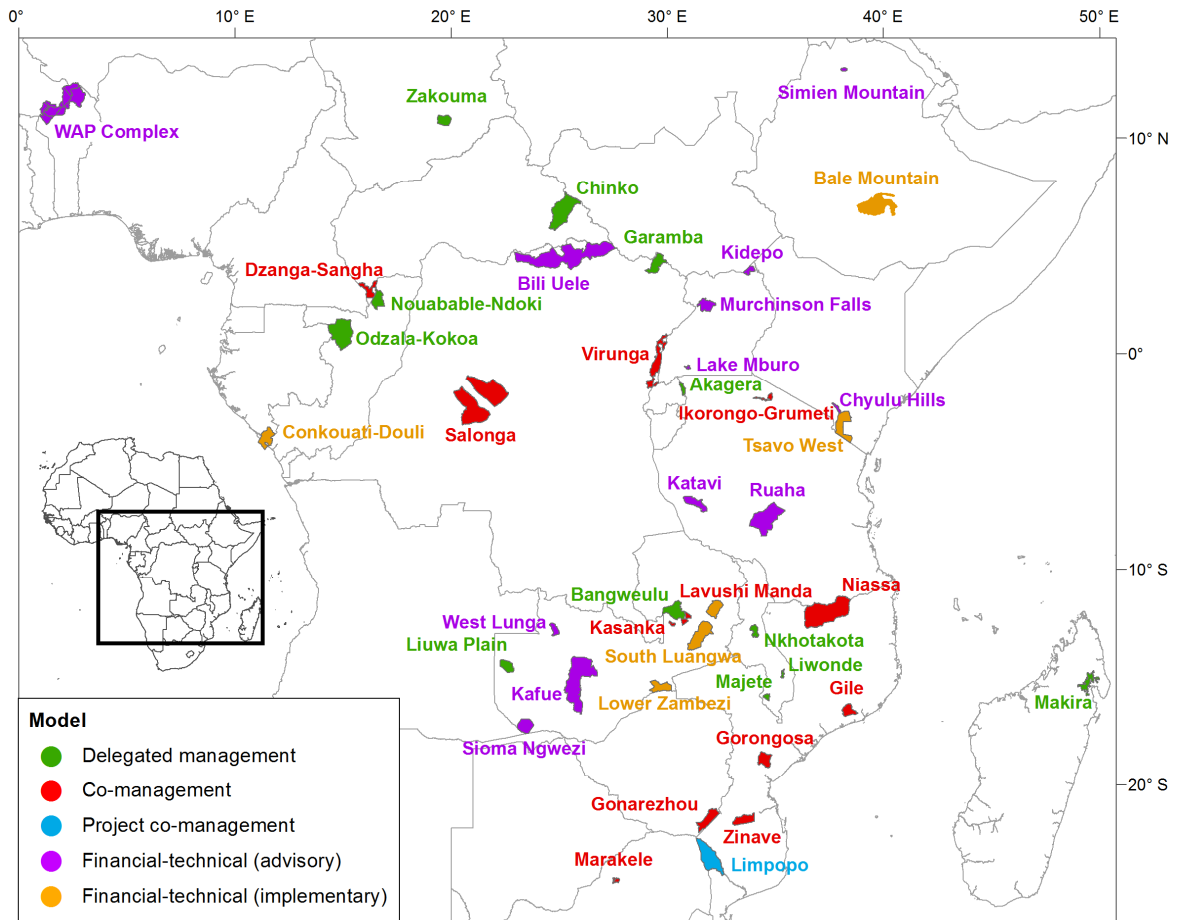 0° 10° E 20° E 30° E 40° E 50° E
Simien Mountain
Zakouma
WAP Complex
10° N
Bale Mountain
Chinko
Garamba
Kidepo
Dzanga-Sangha
Bili Uele
Nouabable-Ndoki
Murchinson Falls
Odzala-Kokoa
Virunga
0°
Lake Mburo
Akagera
Chyulu Hills
Ikorongo-Grumeti
Conkouati-Douli
Salonga
Tsavo West
Katavi
Ruaha
10° S
Niassa
Lavushi Manda
Bangweulu
West Lunga
Kasanka
Nkhotakota
Liuwa Plain
South Luangwa
Liwonde
Majete
Gile
Kafue
Lower Zambezi
Makira
Gorongosa
Sioma Ngwezi
20° S
Gonarezhou
Zinave
Marakele
Limpopo
Model
Delegated management
Co-management
Project co-management
Financial-technical (advisory)
Financial-technical (implementary)